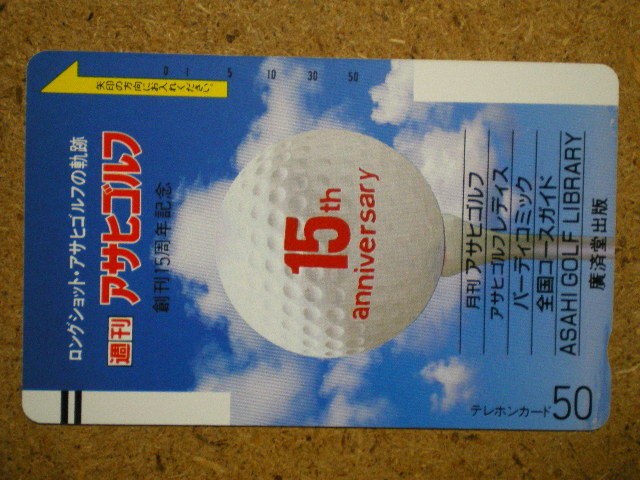 ロングショット・アサヒゴルフの軌跡
週刊 アサヒゴルフ
創刊15周年記念
15th
anniversary
月刊 アサヒゴルフ
アサヒゴルフレディス
バーディコミック
全国コースガイド
ASAHI GOLF LIBRARY
廣済堂出版
テレホンカード 50
矢印の方向にお入れください。
0 1 5 10 30 50